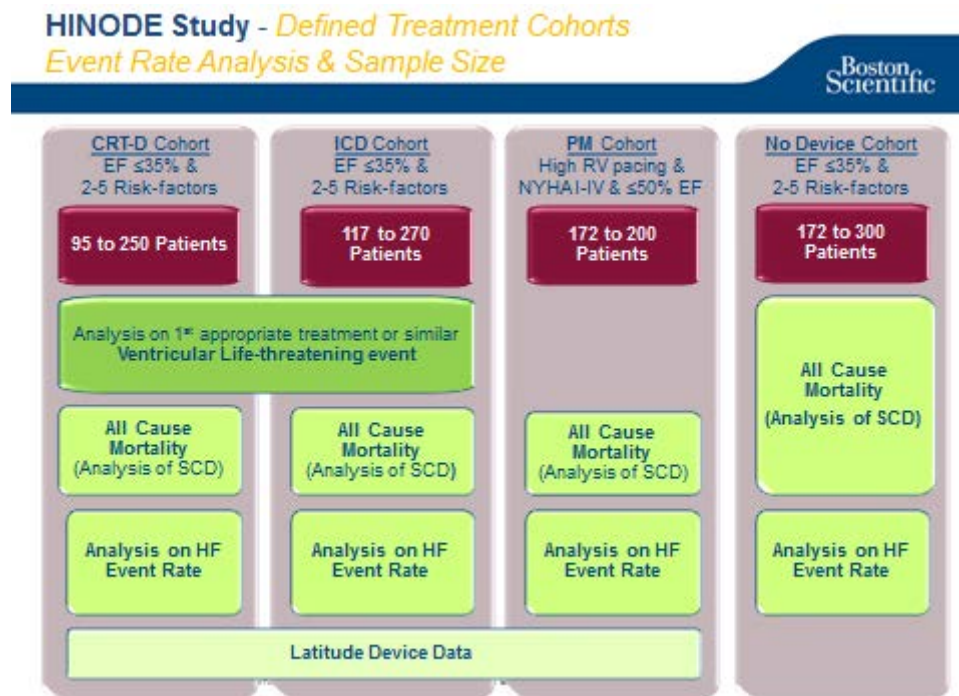 HINODE Study - Defined Treatment Cohorts
Event Rate Analysis & Sample Size
Boston
Scientific
CRT-D Cohort
EF ≤35% &
2-5 Risk-factors
95 to 250 Patients
ICD Cohort
EF ≤35% &
2-5 Risk-factors
117 to 270
Patients
PM Cohort
High RV pacing &
NYHAI-IV & ≤50% EF
172 to 200
Patients
No Device Cohort
EF ≤35% &
2-5 Risk-factors
172 to 300
Patients
Analysis on 1st appropriate treatment or similar
Ventricular Life-threatening event
All Cause
Mortality
(Analysis of SCD)
All Cause
Mortality
(Analysis of SCD)
All Cause
Mortality
(Analysis of SCD)
All Cause
Mortality
(Analysis of SCD)
Analysis on HF
Event Rate
Analysis on HF
Event Rate
Analysis on HF
Event Rate
Analysis on HF
Event Rate
Latitude Device Data